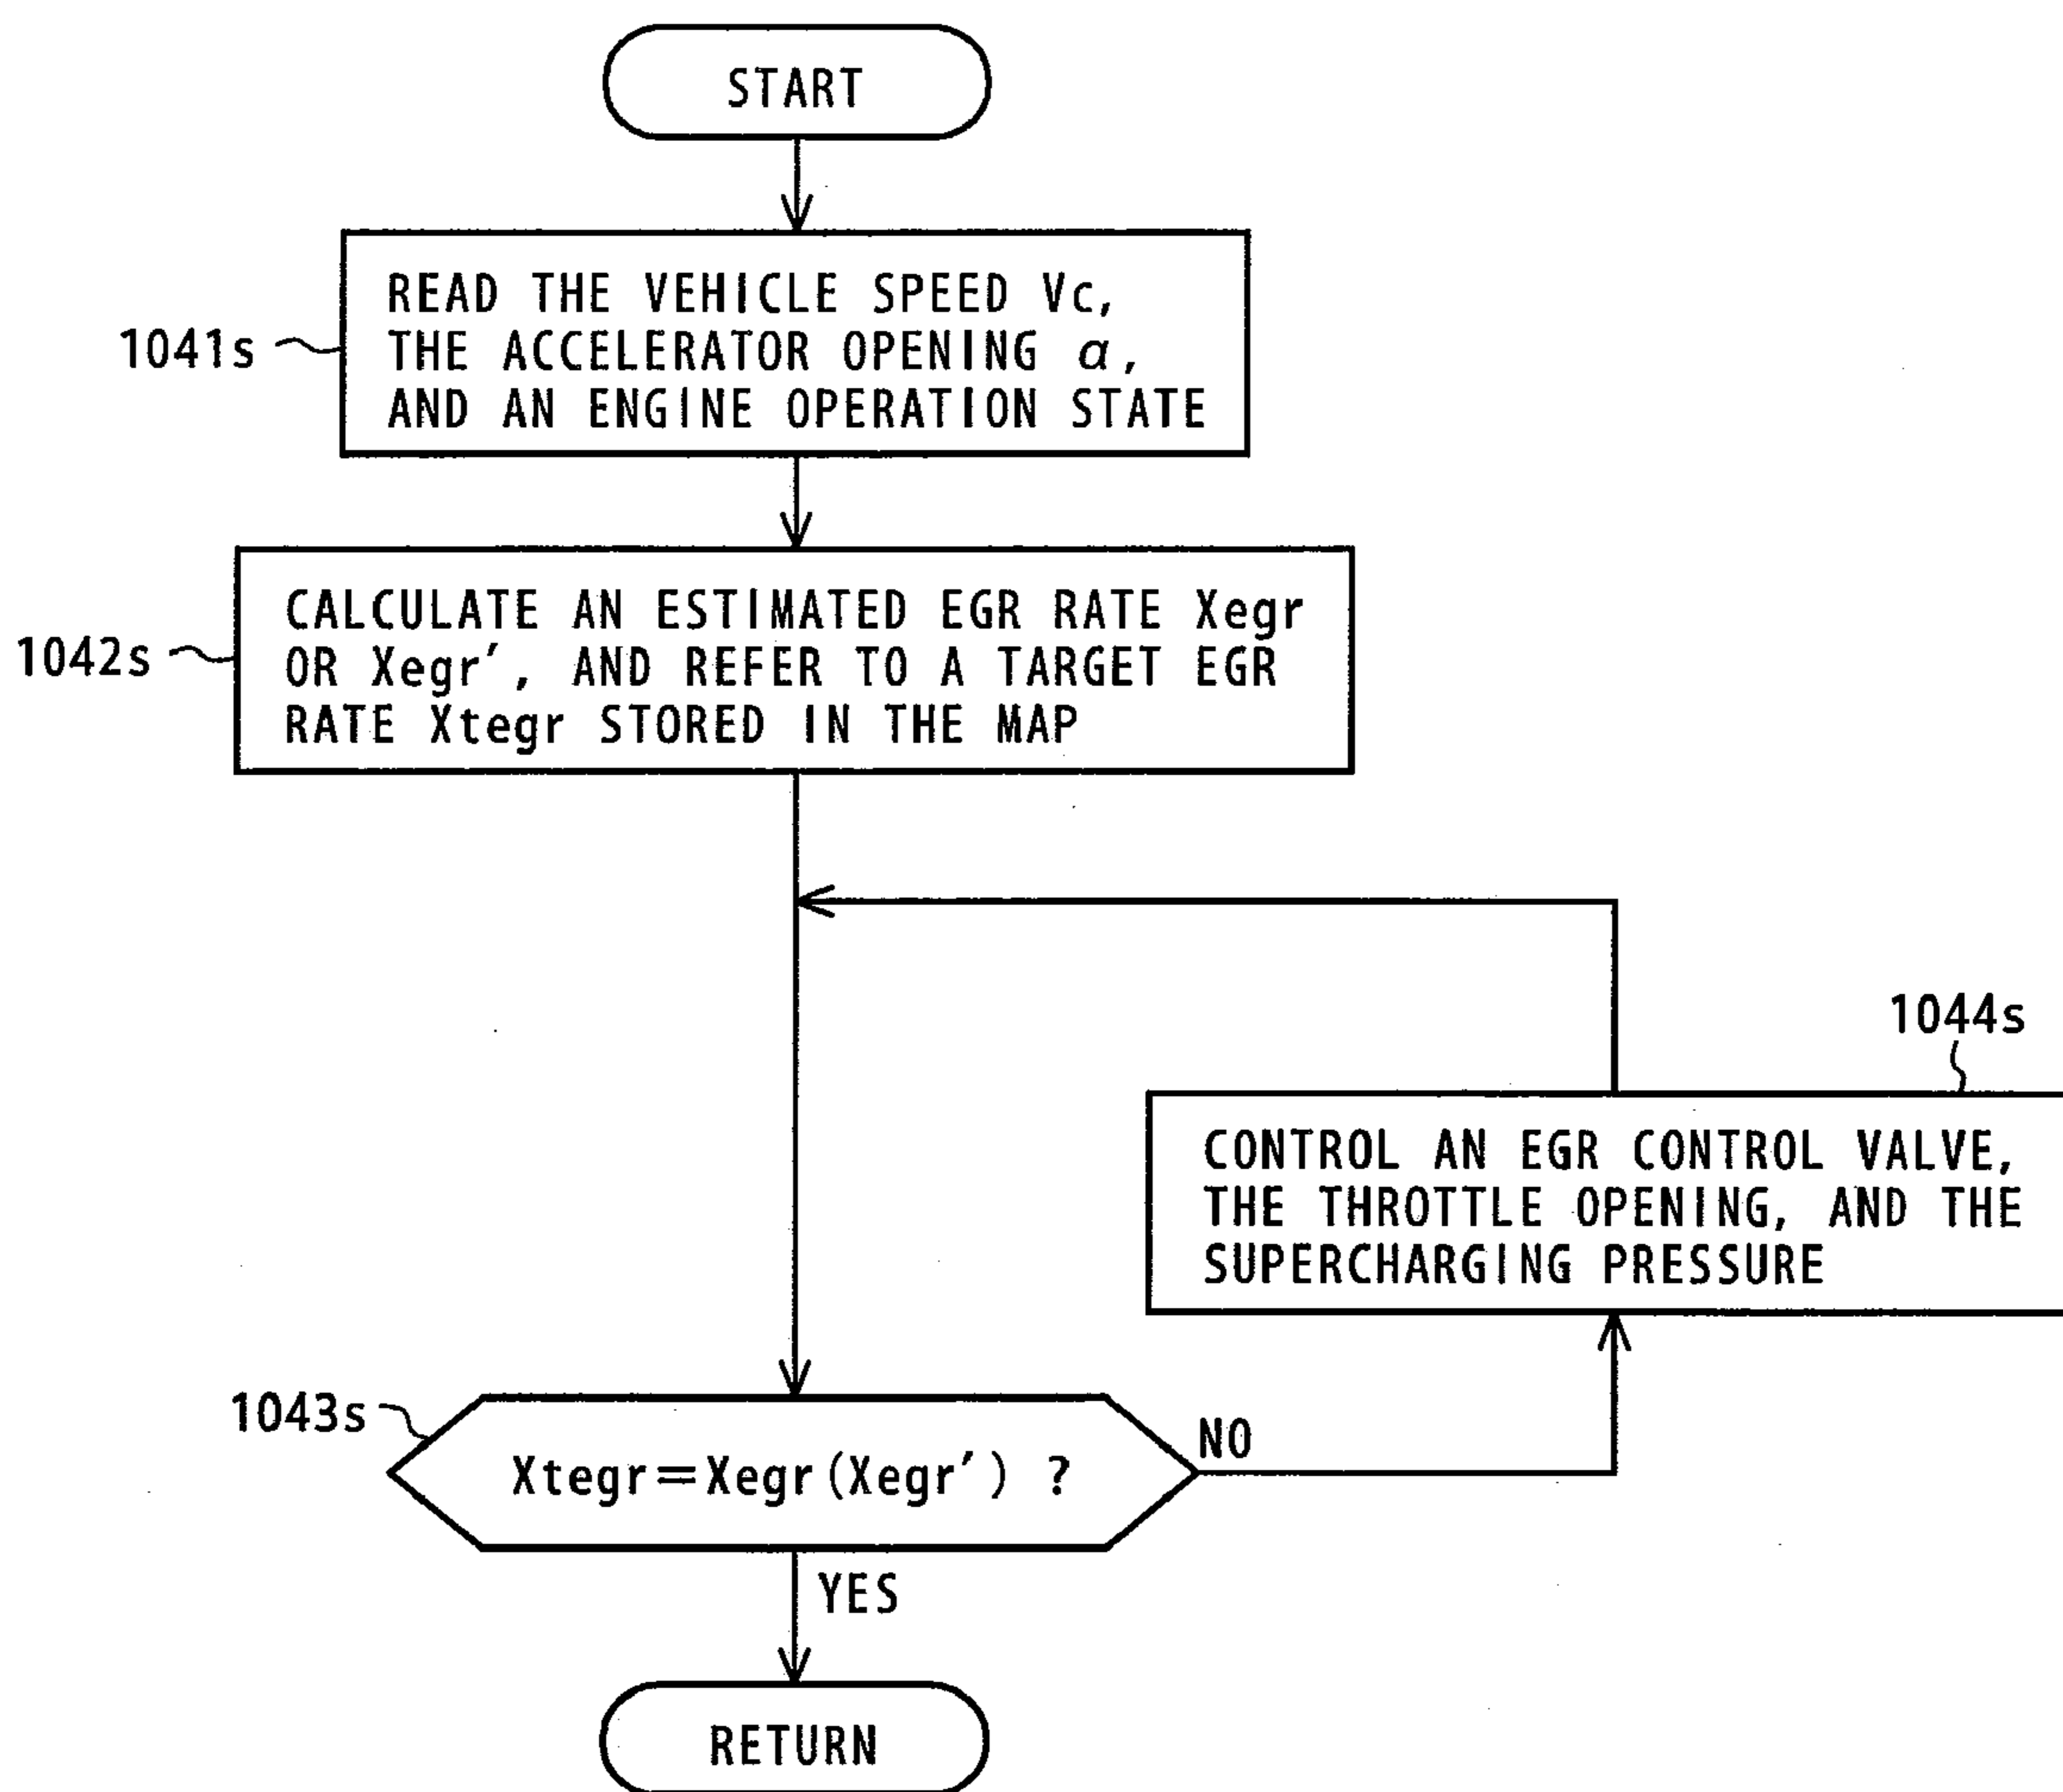 START
1041s
READ THE VEHICLE SPEED Vc,
THE ACCELERATOR OPENING α,
AND AN ENGINE OPERATION STATE
1042s
CALCULATE AN ESTIMATED EGR RATE Xegr
OR Xegr′, AND REFER TO A TARGET EGR
RATE Xtegr STORED IN THE MAP
1044s
CONTROL AN EGR CONTROL VALVE,
THE THROTTLE OPENING, AND THE
SUPERCHARGING PRESSURE
1043s
Xtegr=Xegr(Xegr′) ?
NO
YES
RETURN